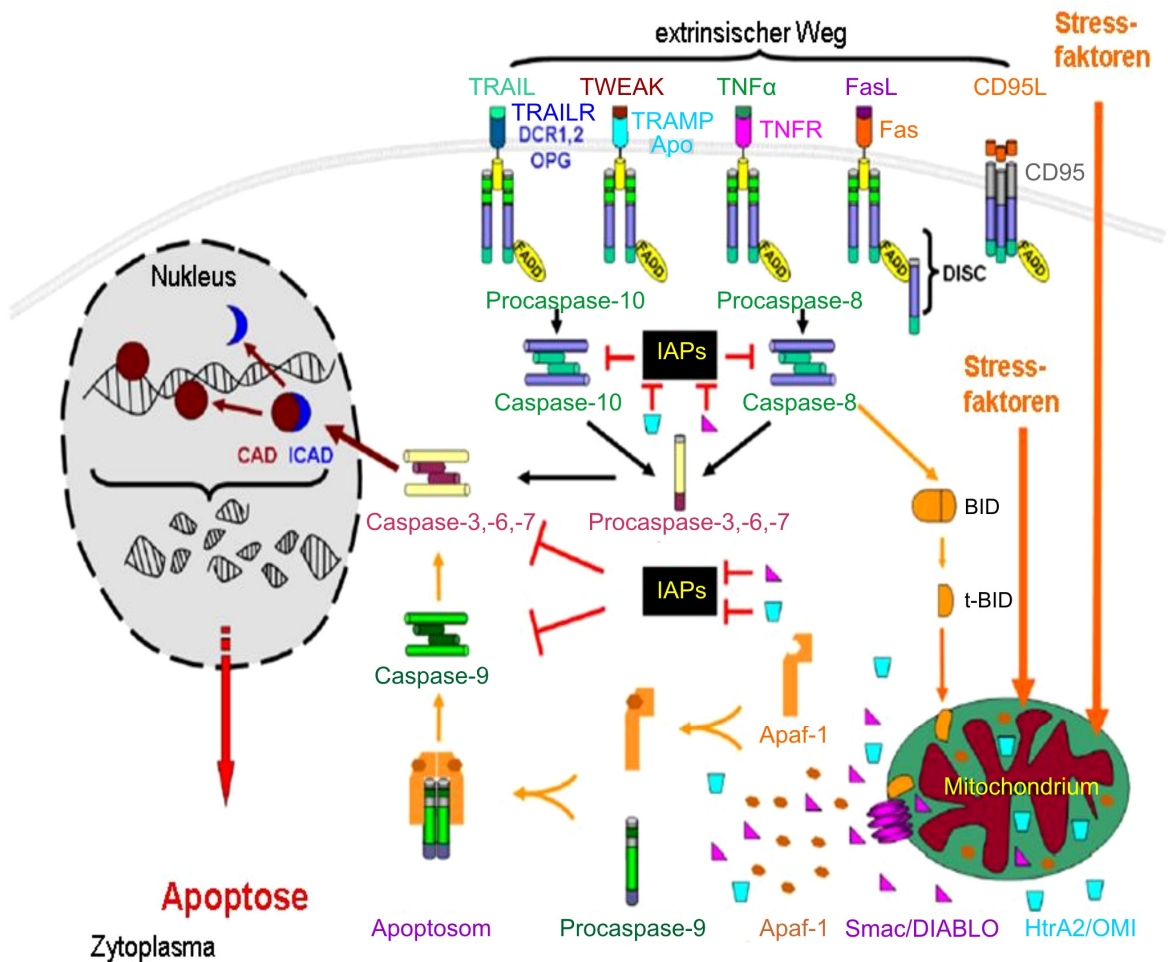 extrinsischer Weg
Stress-
faktoren
TRAIL
TWEAK
TNFα
FasL
CD95L
TRAILR
DCR1,2
OPG
TRAMP
Apo
TNFR
Fas
CD95
FADD
FADD
FADD
FADD
FADD
DISC
Nukleus
Procaspase-10
Procaspase-8
IAPs
Caspase-10
Caspase-8
Stress-
faktoren
CAD
ICAD
BID
Caspase-3,-6,-7
Procaspase-3,-6,-7
IAPs
t-BID
Caspase-9
Apaf-1
Mitochondrium
Apoptose
Apoptosom
Procaspase-9
Apaf-1
Smac/DIABLO
HtrA2/OMI
Zytoplasma